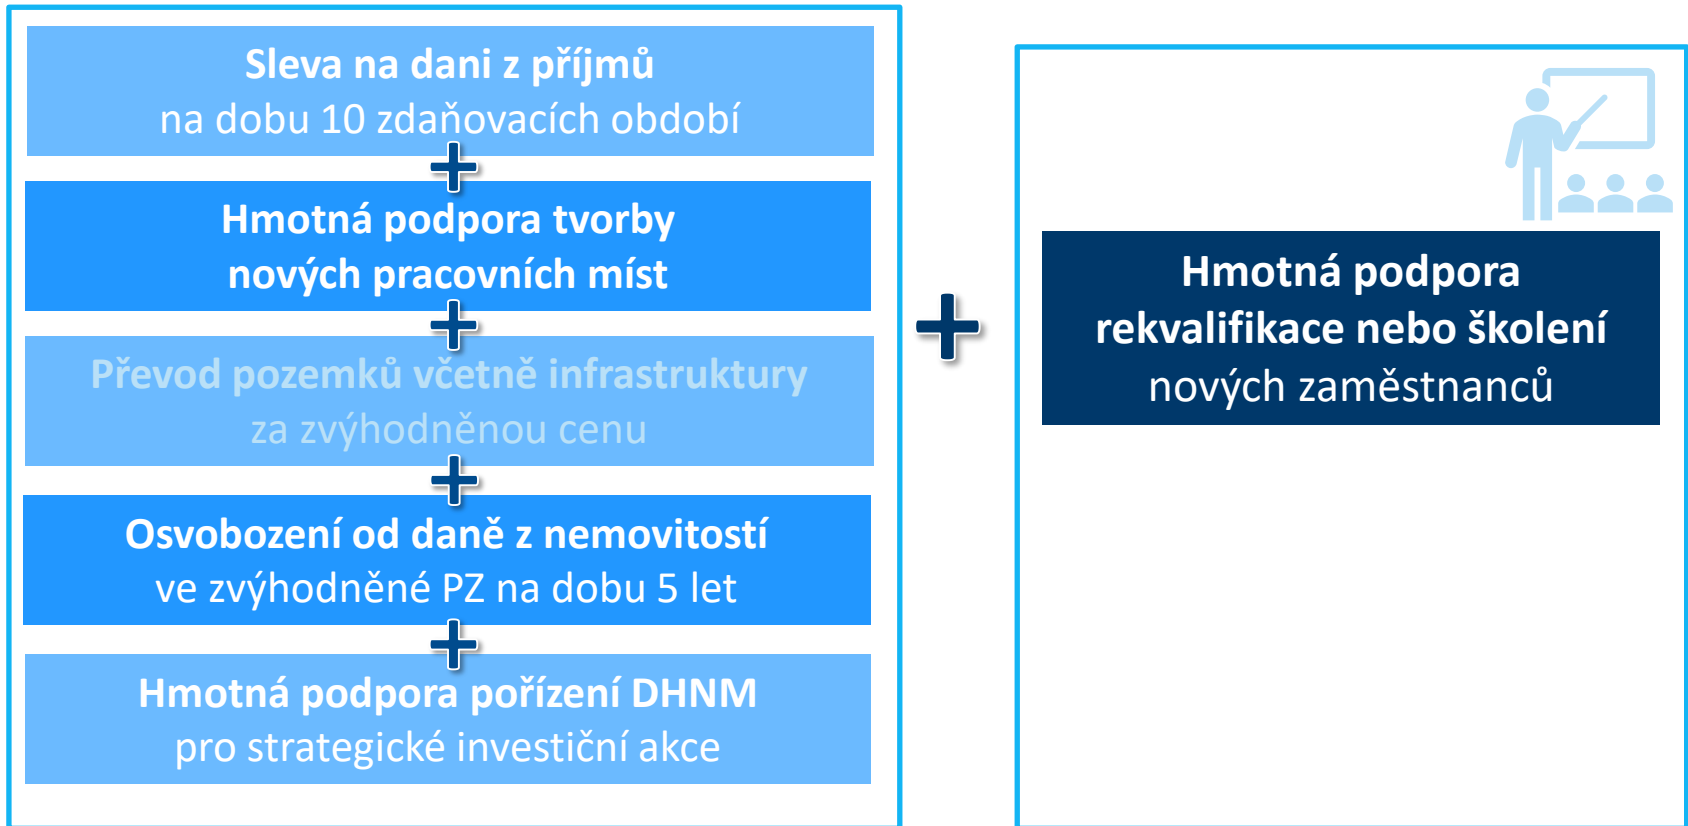 Sleva na dani z příjmů
na dobu 10 zdaňovacích období
Hmotná podpora tvorby
nových pracovních míst
Převod pozemků včetně infrastruktury
za zvýhodněnou cenu
Osvobození od daně z nemovitostí
ve zvýhodněné PZ na dobu 5 let
Hmotná podpora pořízení DHNM
pro strategické investiční akce
Hmotná podpora
rekvalifikace nebo školení
nových zaměstnanců